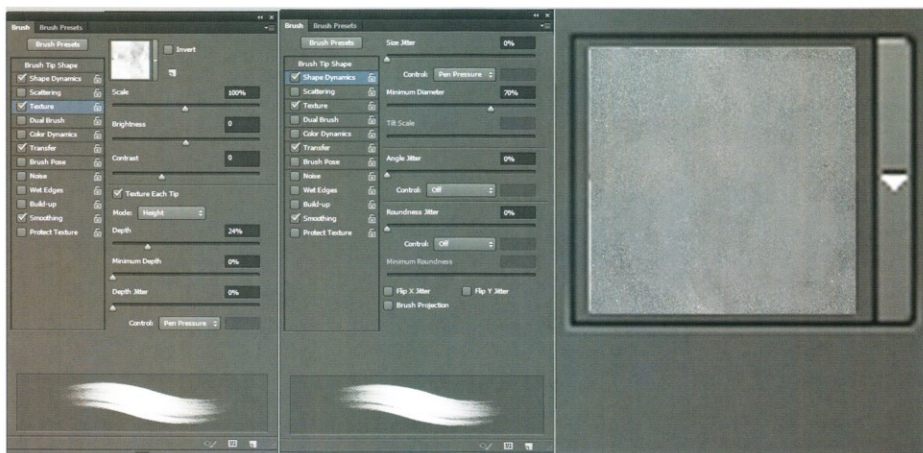 Brush Brush Presets
Brush Presets
Invert
Brush Tip Shape
Shape Dynamics
Scattering
Texture
Dual Brush
Color Dynamics
Transfer
Brush Pose
Noise
Wet Edges
Build-up
Smoothing
Protect Texture
Scale 100%
Brightness 0
Contrast 0
Texture Each Tip
Mode: Height
Depth 24%
Minimum Depth 0%
Depth Jitter 0%
Control: Pen Pressure
Brush Brush Presets
Brush Presets
Brush Tip Shape
Shape Dynamics
Scattering
Texture
Dual Brush
Color Dynamics
Transfer
Brush Pose
Noise
Wet Edges
Build-up
Smoothing
Protect Texture
Size Jitter 0%
Control: Pen Pressure
Minimum Diameter 70%
Tilt Scale
Angle Jitter 0%
Control: Off
Roundness Jitter 0%
Control: Off
Minimum Roundness
Flip X Jitter Flip Y Jitter
Brush Projection